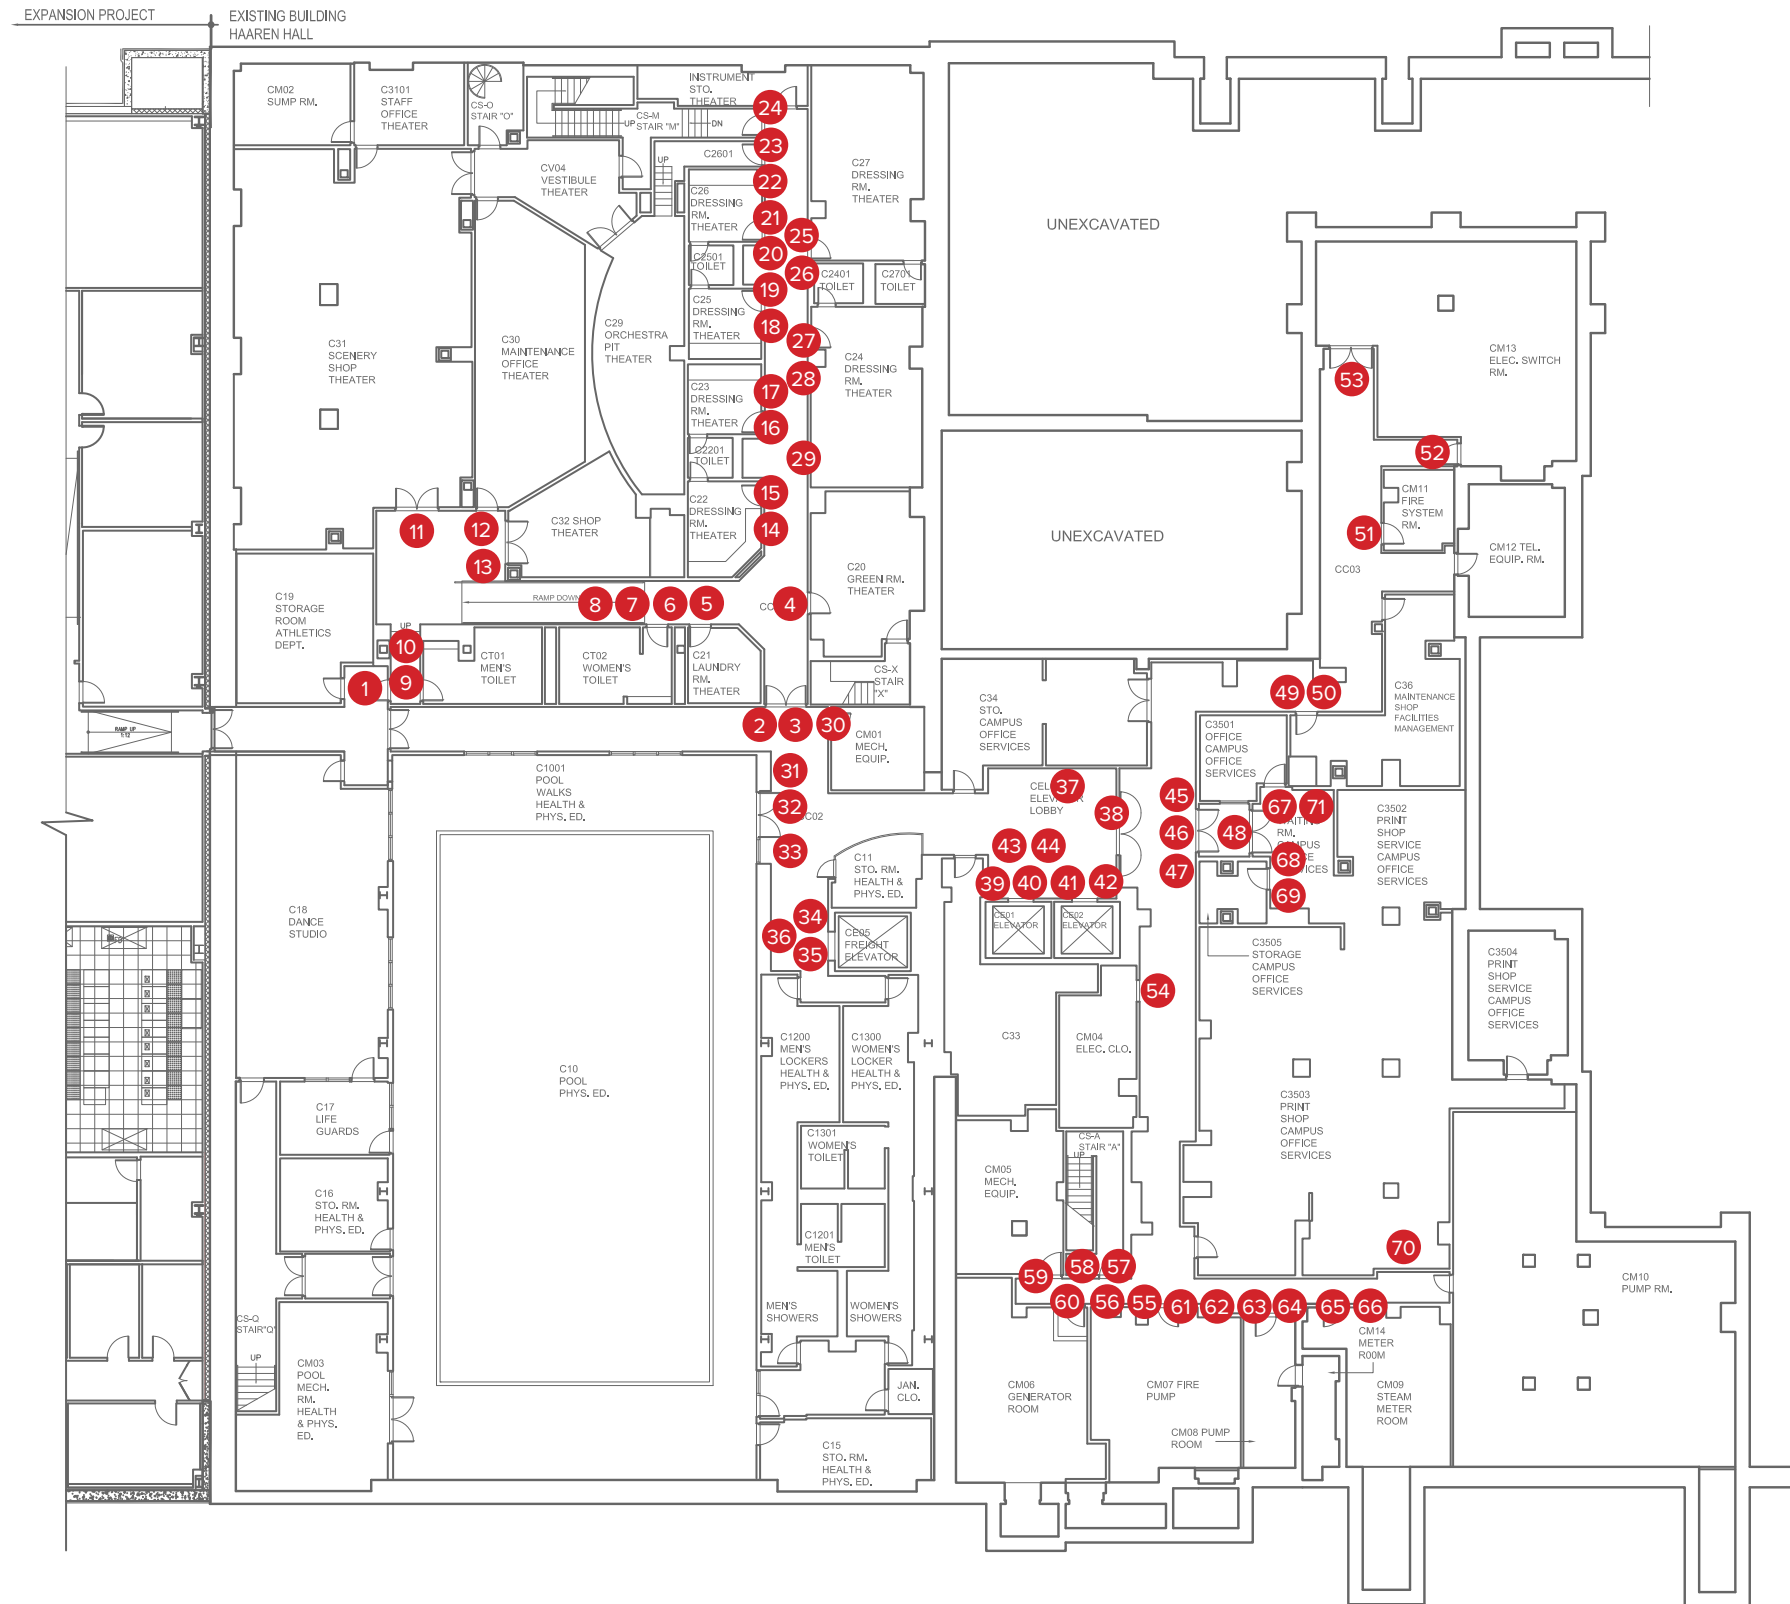 EXPANSION PROJECT
EXISTING BUILDING
HAAREN HALL
CM02
SUMP RM.
C3101
STAFF
OFFICE
THEATER
CS-O
STAIR "O"
INSTRUMENT
STO.
THEATER
24
CS-M
STAIR "M"
UP
DN
23
C2601
UP
22
CV04
VESTIBULE
THEATER
C26
DRESSING
RM.
THEATER
21
C27
DRESSING
RM.
THEATER
25
20
C2501
TOILET
26
C2401
TOILET
C2701
TOILET
19
C25
DRESSING
RM.
THEATER
18
27
C24
DRESSING
RM.
THEATER
28
C31
SCENERY
SHOP
THEATER
C30
MAINTENANCE
OFFICE
THEATER
C29
ORCHESTRA
PIT
THEATER
C23
DRESSING
RM.
THEATER
17
16
C2201
TOILET
29
15
C22
DRESSING
RM.
THEATER
14
C32 SHOP
THEATER
11
12
13
C20
GREEN RM.
THEATER
UNEXCAVATED
UNEXCAVATED
CM13
ELEC. SWITCH
RM.
53
52
CM11
FIRE
SYSTEM
RM.
51
CM12 TEL.
EQUIP. RM.
CC03
RAMP DOWN
8
7
6
5
CC
4
C19
STORAGE
ROOM
ATHLETICS
DEPT.
UP
10
9
1
CT01
MEN'S
TOILET
CT02
WOMEN'S
TOILET
C21
LAUNDRY
RM.
THEATER
CS-X
STAIR
"X"
2
3
30
CM01
MECH.
EQUIP.
RAMP UP
1:12
C34
STO.
CAMPUS
OFFICE
SERVICES
49
50
C36
MAINTENANCE
SHOP
FACILITIES
MANAGEMENT
C3501
OFFICE
CAMPUS
OFFICE
SERVICES
C1001
POOL
WALKS
HEALTH &
PHYS. ED.
31
32
CC02
33
37
ELEVATOR
LOBBY
38
45
46
48
47
67
71
RM.
68
69
C3502
PRINT
SHOP
SERVICE
CAMPUS
OFFICE
SERVICES
43
44
39
40
41
42
CE01
ELEVATOR
CE02
ELEVATOR
C11
STO. RM.
HEALTH &
PHYS. ED.
34
36
35
CE05
FREIGHT
ELEVATOR
C18
DANCE
STUDIO
C3505
STORAGE
CAMPUS
OFFICE
SERVICES
C3504
PRINT
SHOP
SERVICE
CAMPUS
OFFICE
SERVICES
54
C33
CM04
ELEC. CLO.
C1200
MEN'S
LOCKERS
HEALTH &
PHYS. ED.
C1300
WOMEN'S
LOCKER
HEALTH &
PHYS. ED.
C10
POOL
PHYS. ED.
C17
LIFE
GUARDS
C3503
PRINT
SHOP
CAMPUS
OFFICE
SERVICES
C1301
WOMEN'S
TOILET
CS-A
STAIR "A"
UP
CM05
MECH.
EQUIP.
C16
STO. RM.
HEALTH &
PHYS. ED.
C1201
MEN'S
TOILET
70
59
58
57
60
56
55
61
62
63
64
65
66
CM10
PUMP RM.
MEN'S
SHOWERS
WOMEN'S
SHOWERS
CS-Q
STAIR"Q"
UP
CM03
POOL
MECH.
RM.
HEALTH
& PHYS.
ED.
CM14
METER
R00M
JAN.
CLO.
CM06
GENERATOR
ROOM
CM07 FIRE
PUMP
CM09
STEAM
METER
ROOM
CM08 PUMP
ROOM
C15
STO. RM.
HEALTH &
PHYS. ED.